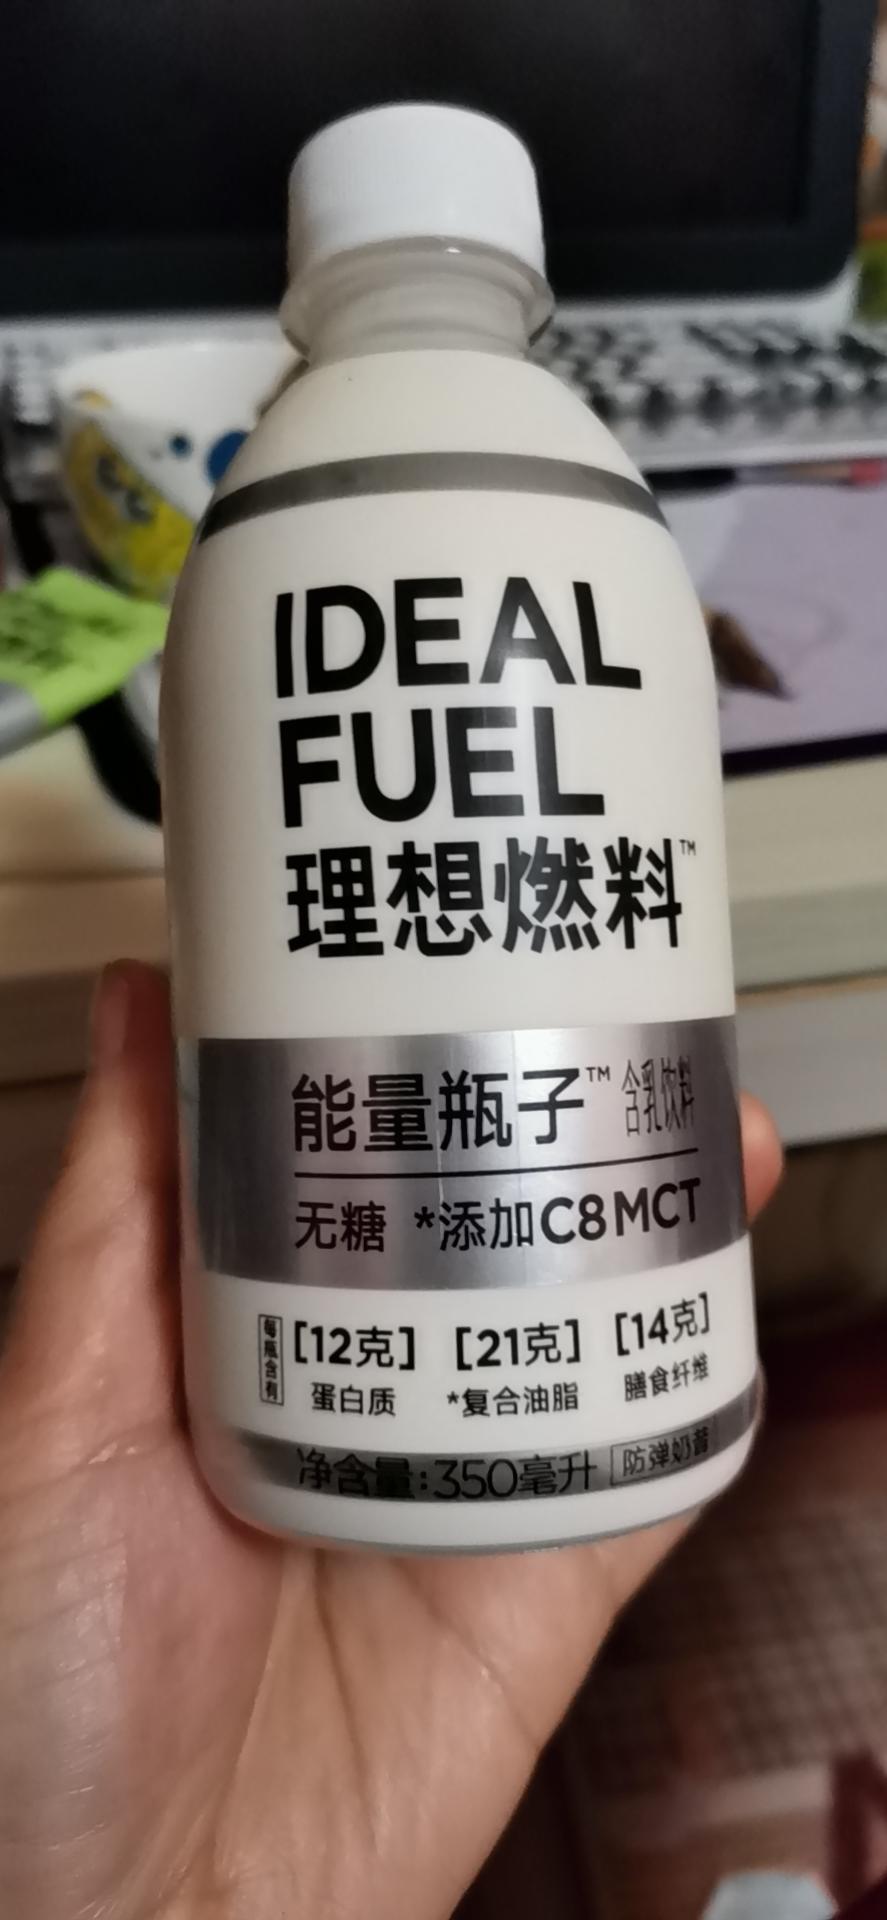 IDEAL
FUEL
理想燃料™
能量瓶子™ 含乳饮料
无糖 *添加C8MCT
每瓶含有
[12克] [21克] [14克]
蛋白质 *复合油脂 膳食纤维
净含量:350毫升 防弹奶昔